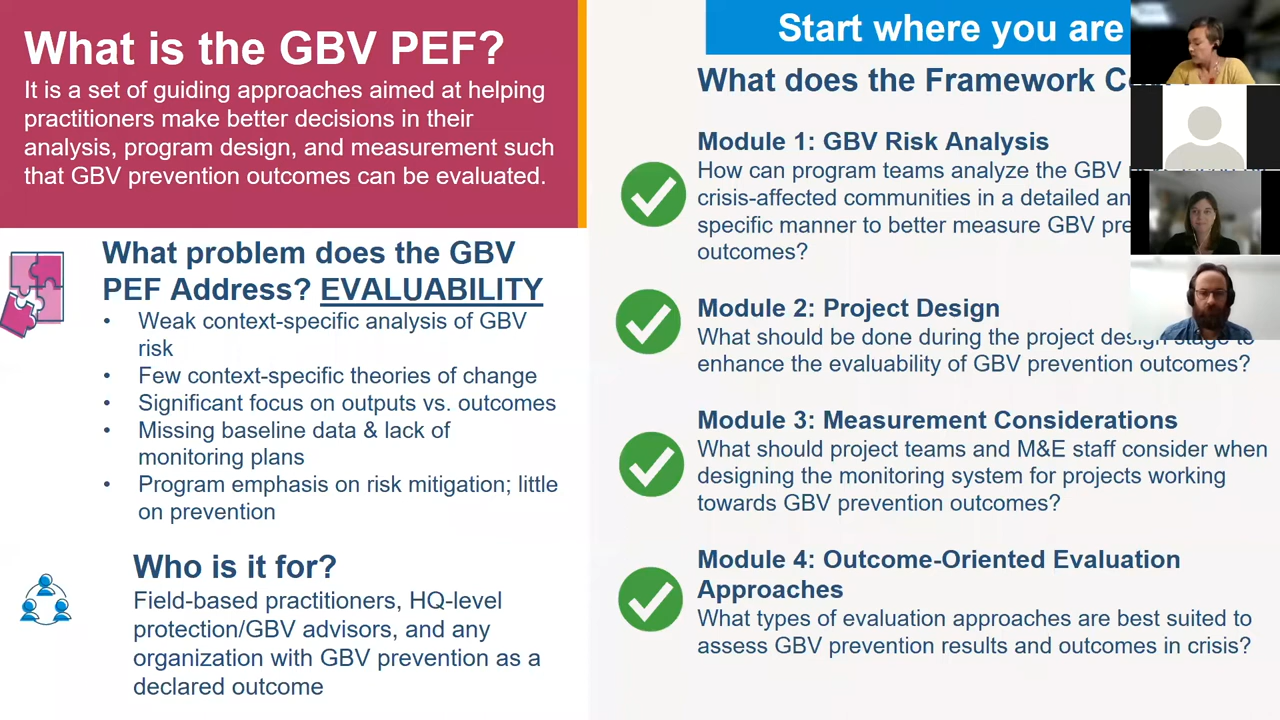 What is the GBV PEF?
It is a set of guiding approaches aimed at helping
practitioners make better decisions in their
analysis, program design, and measurement such
that GBV prevention outcomes can be evaluated.
What problem does the GBV
PEF Address? EVALUABILITY
• Weak context-specific analysis of GBV
risk
• Few context-specific theories of change
• Significant focus on outputs vs. outcomes
• Missing baseline data & lack of
monitoring plans
• Program emphasis on risk mitigation; little
on prevention
Who is it for?
Field-based practitioners, HQ-level
protection/GBV advisors, and any
organization with GBV prevention as a
declared outcome
Start where you are
What does the Framework
Module 1: GBV Risk Analysis
How can program teams analyze the GBV
crisis-affected communities in a detailed
specific manner to better measure GBV
outcomes?
Module 2: Project Design
What should be done during the project design stage to
enhance the evaluability of GBV prevention outcomes?
Module 3: Measurement Considerations
What should project teams and M&E staff consider when
designing the monitoring system for projects working
towards GBV prevention outcomes?
Module 4: Outcome-Oriented Evaluation
Approaches
What types of evaluation approaches are best suited to
assess GBV prevention results and outcomes in crisis?